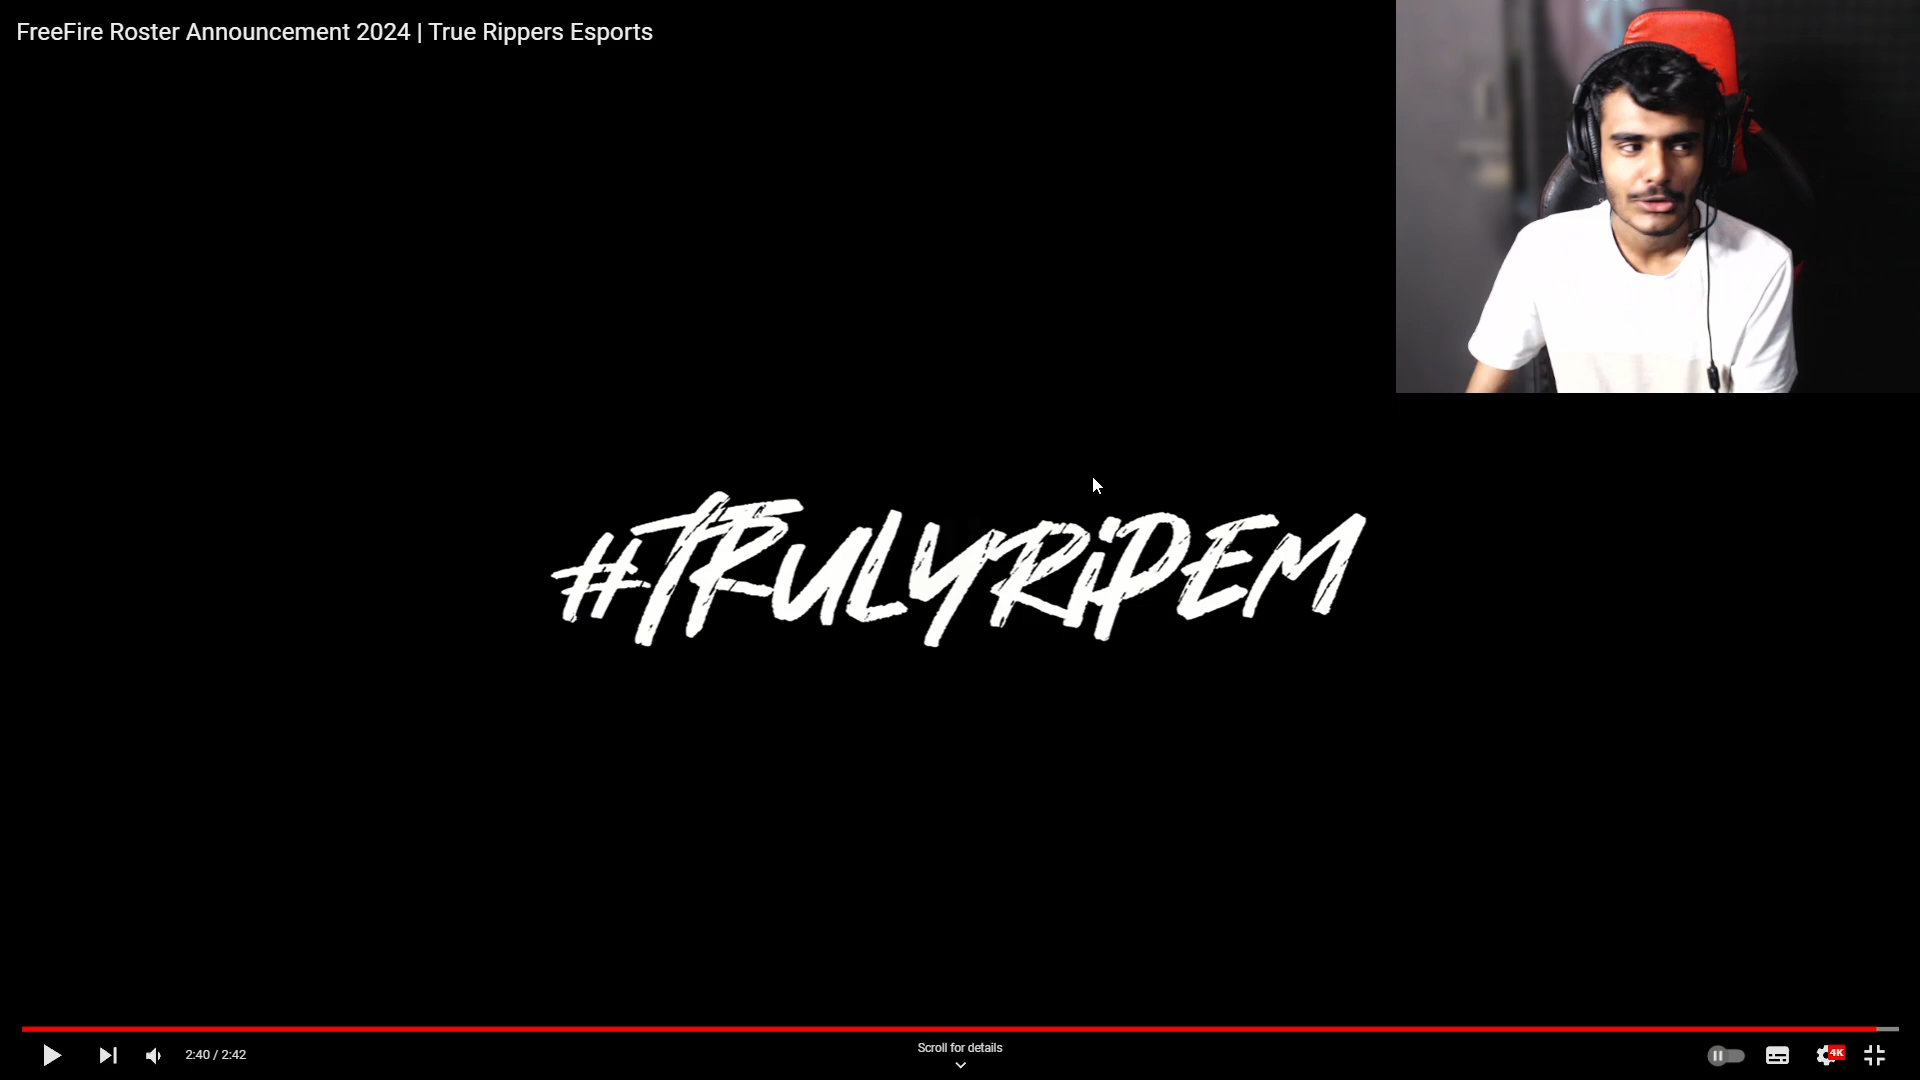 FreeFire Roster Announcement 2024 | True Rippers Esports
#TRULYRiPEM
2:40 / 2:42
Scroll for details
4K